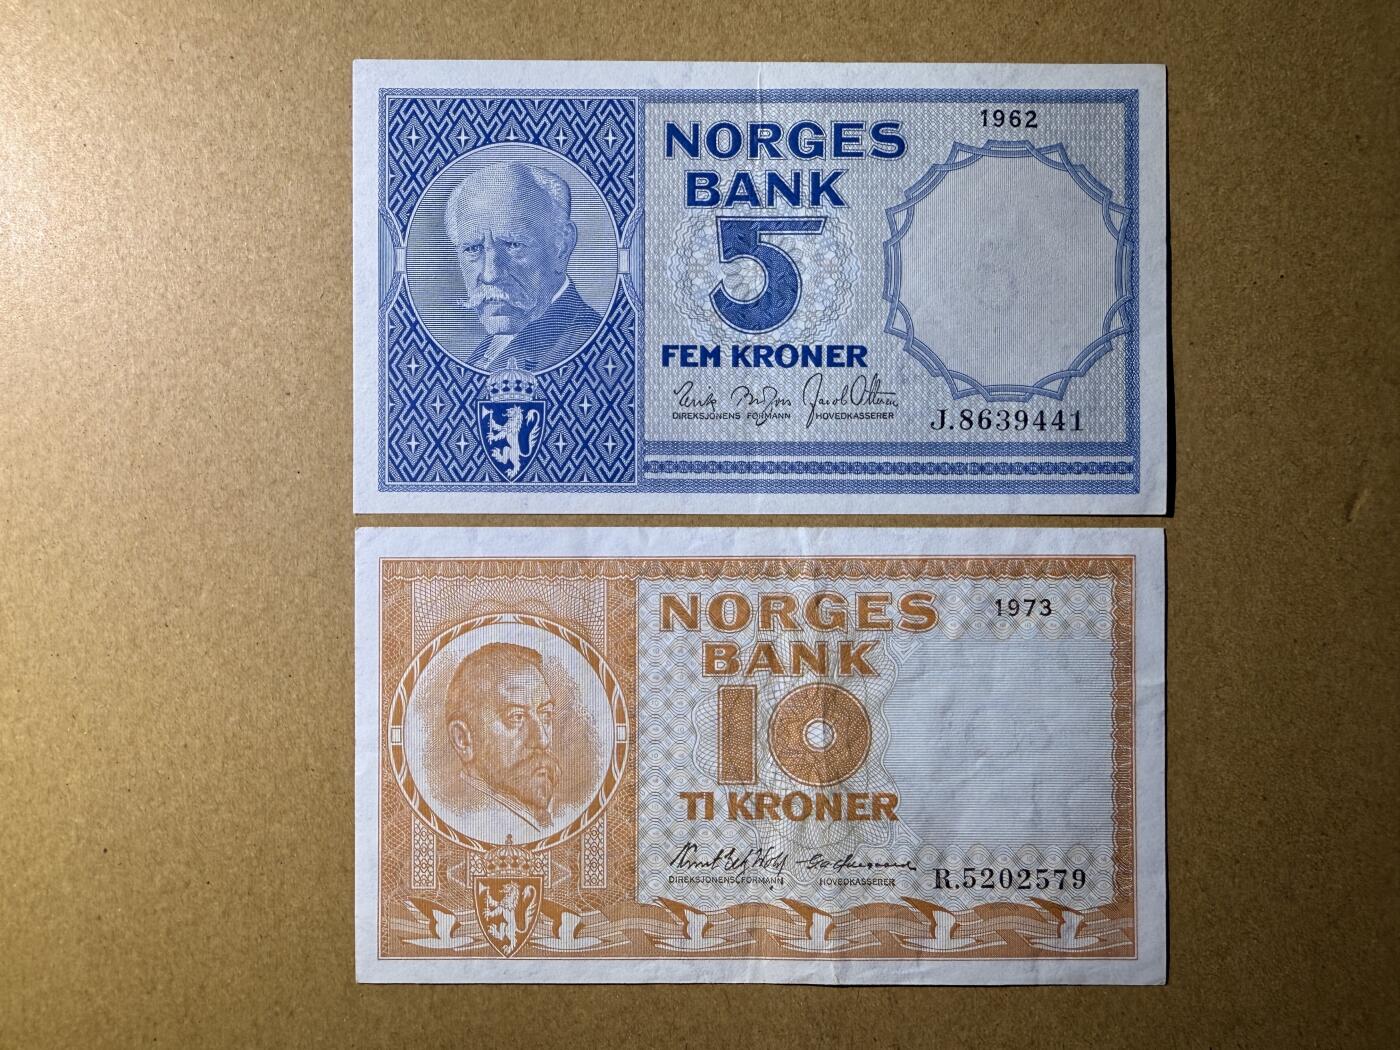 1962
NORGES
BANK
5
FEM KRONER
DIREKSJONENS FORMANN HOVEDKASSERER
J.8639441
1973
NORGES
BANK
10
TI KRONER
DIREKSJONENS FORMANN HOVEDKASSERER
R.5202579